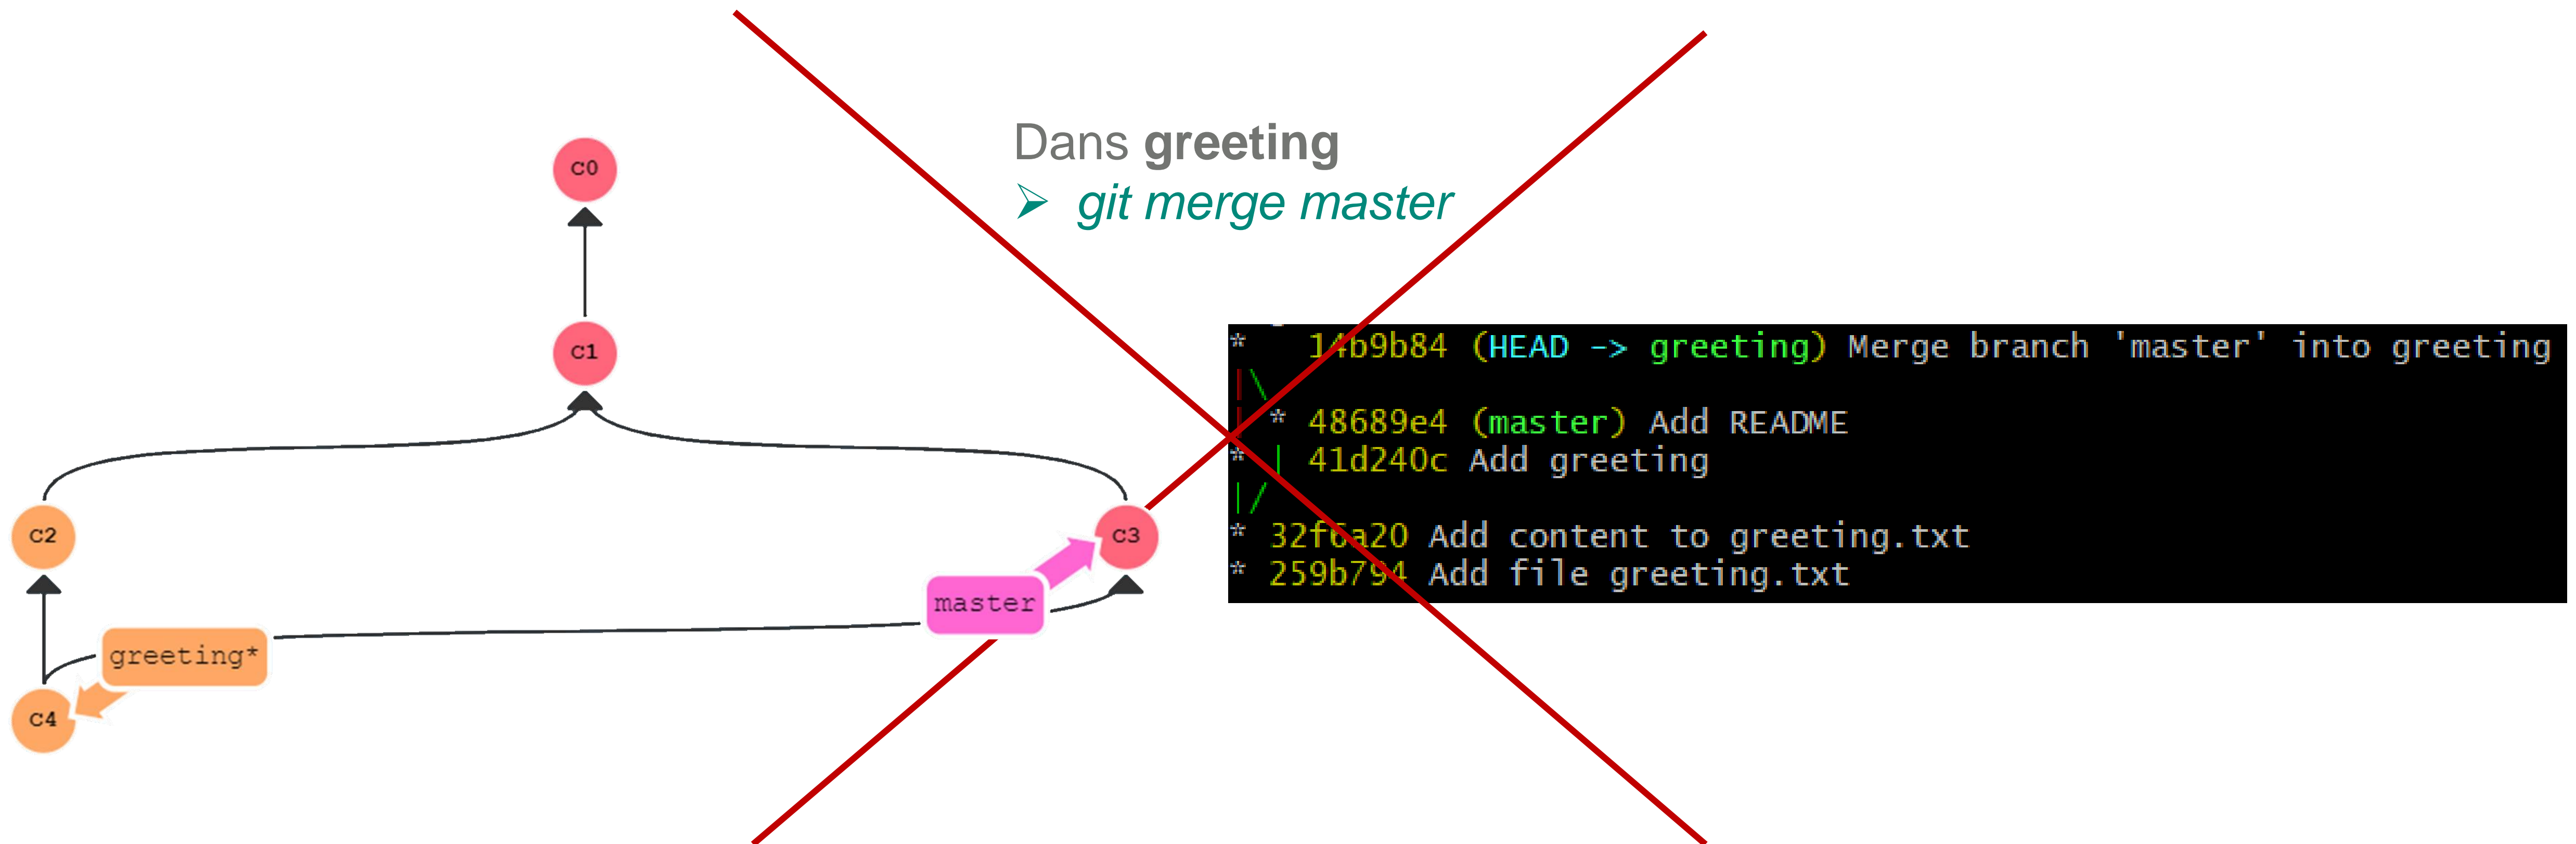 Dans greeting
➢ git merge master
C0
C1
C2
C3
master
greeting*
C4
* 14b9b84 (HEAD -> greeting) Merge branch 'master' into greeting
|\
| * 48689e4 (master) Add README
* | 41d240c Add greeting
|/
* 32f6a20 Add content to greeting.txt
* 259b794 Add file greeting.txt